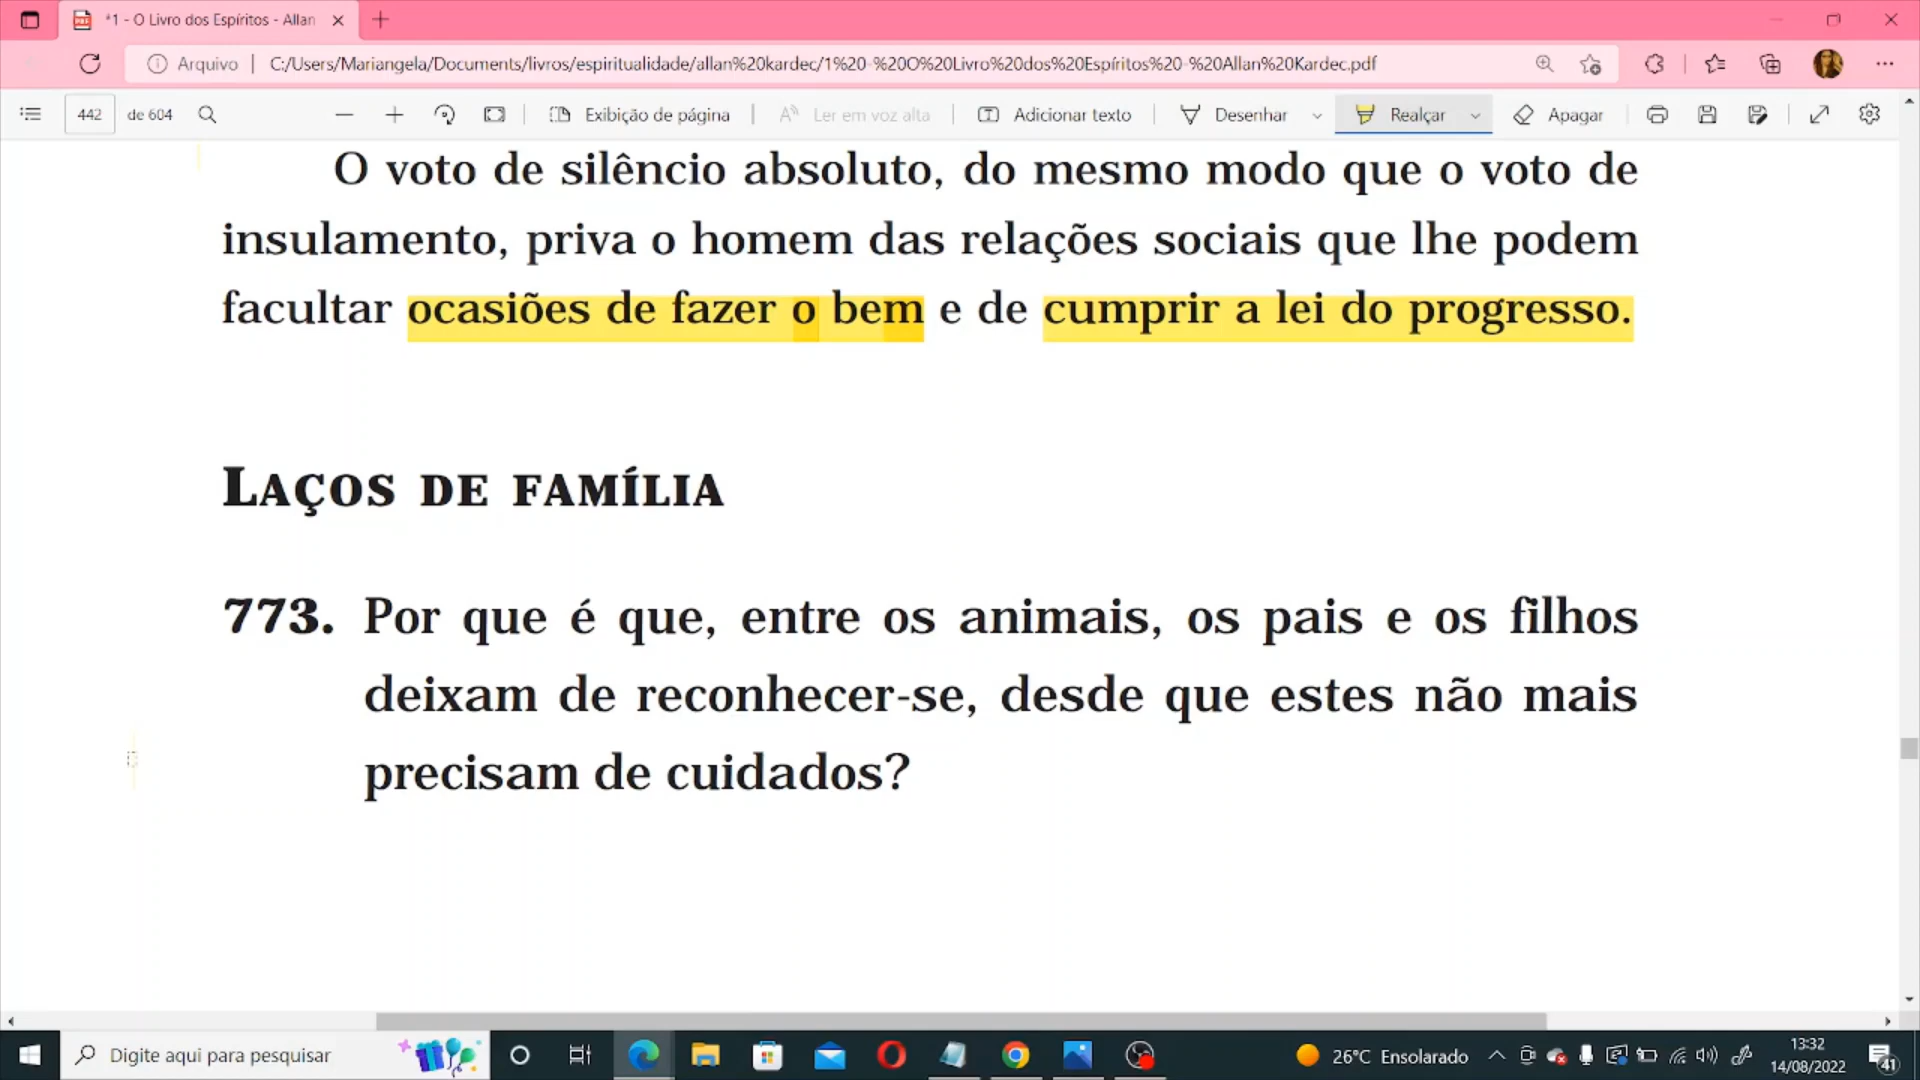 *1 - O Livro dos Espíritos - Allan
Arquivo
C:/Users/Mariangela/Documents/livros/espiritualidade/allan%20kardec/1%20-%20O%20Livro%20dos%20Espíritos%20-%20Allan%20Kardec.pdf
442 de 604
Exibição de página
Ler em voz alta
Adicionar texto
Desenhar
Realçar
Apagar
O voto de silêncio absoluto, do mesmo modo que o voto de
insulamento, priva o homem das relações sociais que lhe podem
facultar ocasiões de fazer o bem e de cumprir a lei do progresso.
LAÇOS DE FAMÍLIA
773. Por que é que, entre os animais, os pais e os filhos
deixam de reconhecer-se, desde que estes não mais
precisam de cuidados?
Digite aqui para pesquisar
26°C Ensolarado
13:32
14/08/2022
41